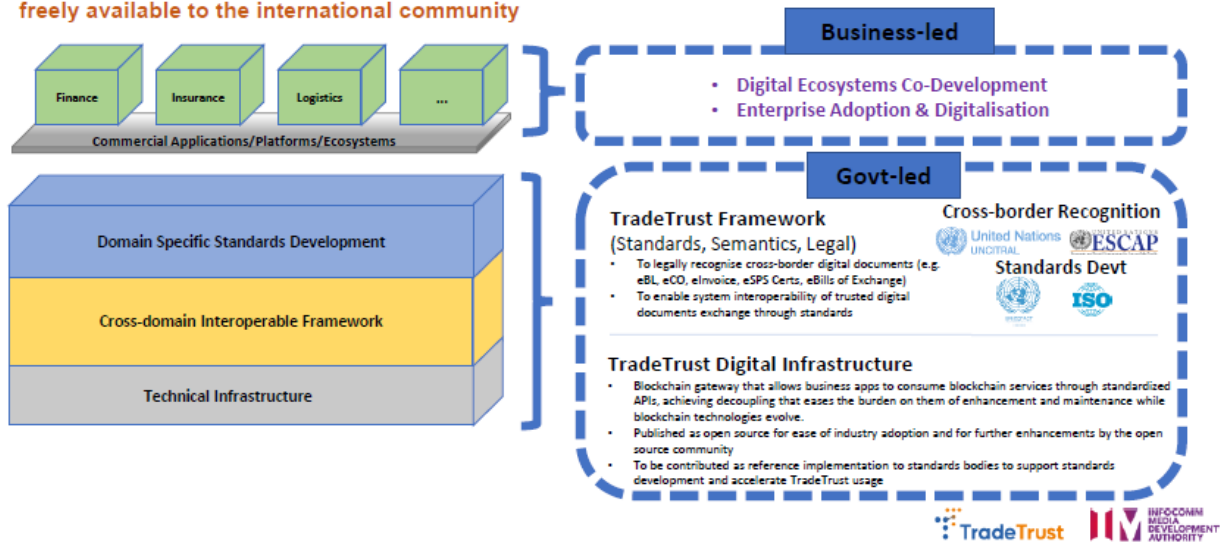 freely available to the international community
Finance
Insurance
Logistics
...
Commercial Applications/Platforms/Ecosystems
Domain Specific Standards Development
Cross-domain Interoperable Framework
Technical Infrastructure
Business-led
• Digital Ecosystems Co-Development
• Enterprise Adoption & Digitalisation
Govt-led
TradeTrust Framework
(Standards, Semantics, Legal)
• To legally recognise cross-border digital documents (e.g.
eBL, eCO, eInvoice, eSPS Certs, eBills of Exchange)
• To enable system interoperability of trusted digital
documents exchange through standards
Cross-border Recognition
United Nations
UNCITRAL
UNITED NATIONS
ESCAP
Standards Devt
ISO
TradeTrust Digital Infrastructure
• Blockchain gateway that allows business apps to consume blockchain services through standardized
APIs, achieving decoupling that eases the burden on them of enhancement and maintenance while
blockchain technologies evolve.
• Published as open source for ease of industry adoption and for further enhancements by the open
source community
• To be contributed as reference implementation to standards bodies to support standards
development and accelerate TradeTrust usage
TradeTrust
INFOCOMM
MEDIA
DEVELOPMENT
AUTHORITY